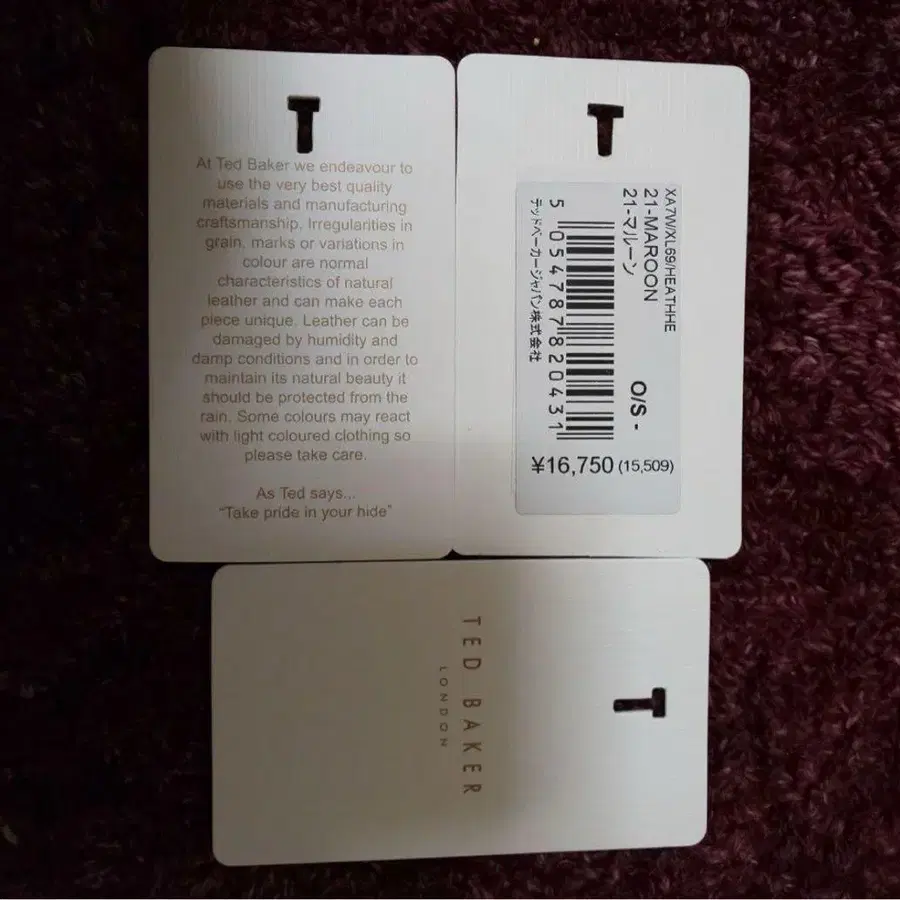 At Ted Baker we endeavour to
use the very best quality
materials and manufacturing
craftsmanship. Irregularities in
grain, marks or variations in
colour are normal
characteristics of natural
leather and can make each
piece unique. Leather can be
damaged by humidity and
damp conditions and in order to
maintain its natural beauty it
should be protected from the
rain. Some colours may react
with light coloured clothing so
please take care.
As Ted says...
“Take pride in your hide”
T
T
XA7W/XL69/HEATHHE
21-MAROON
21-マルーン
O/S -
5 054787 820431
テッドベーカージャパン株式会社
¥16,750 (15,509)
TED BAKER
LONDON
T